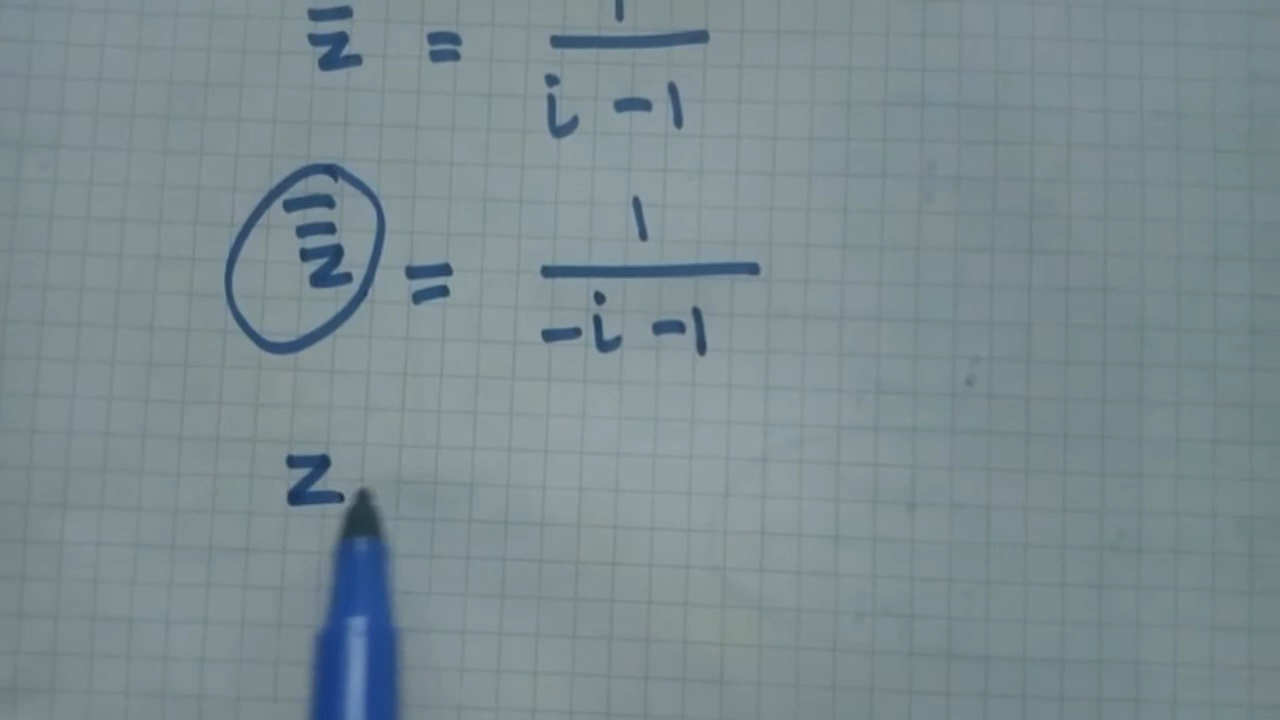 z̄ = 1/(i - 1)
z̿ = 1/(-i - 1)
z